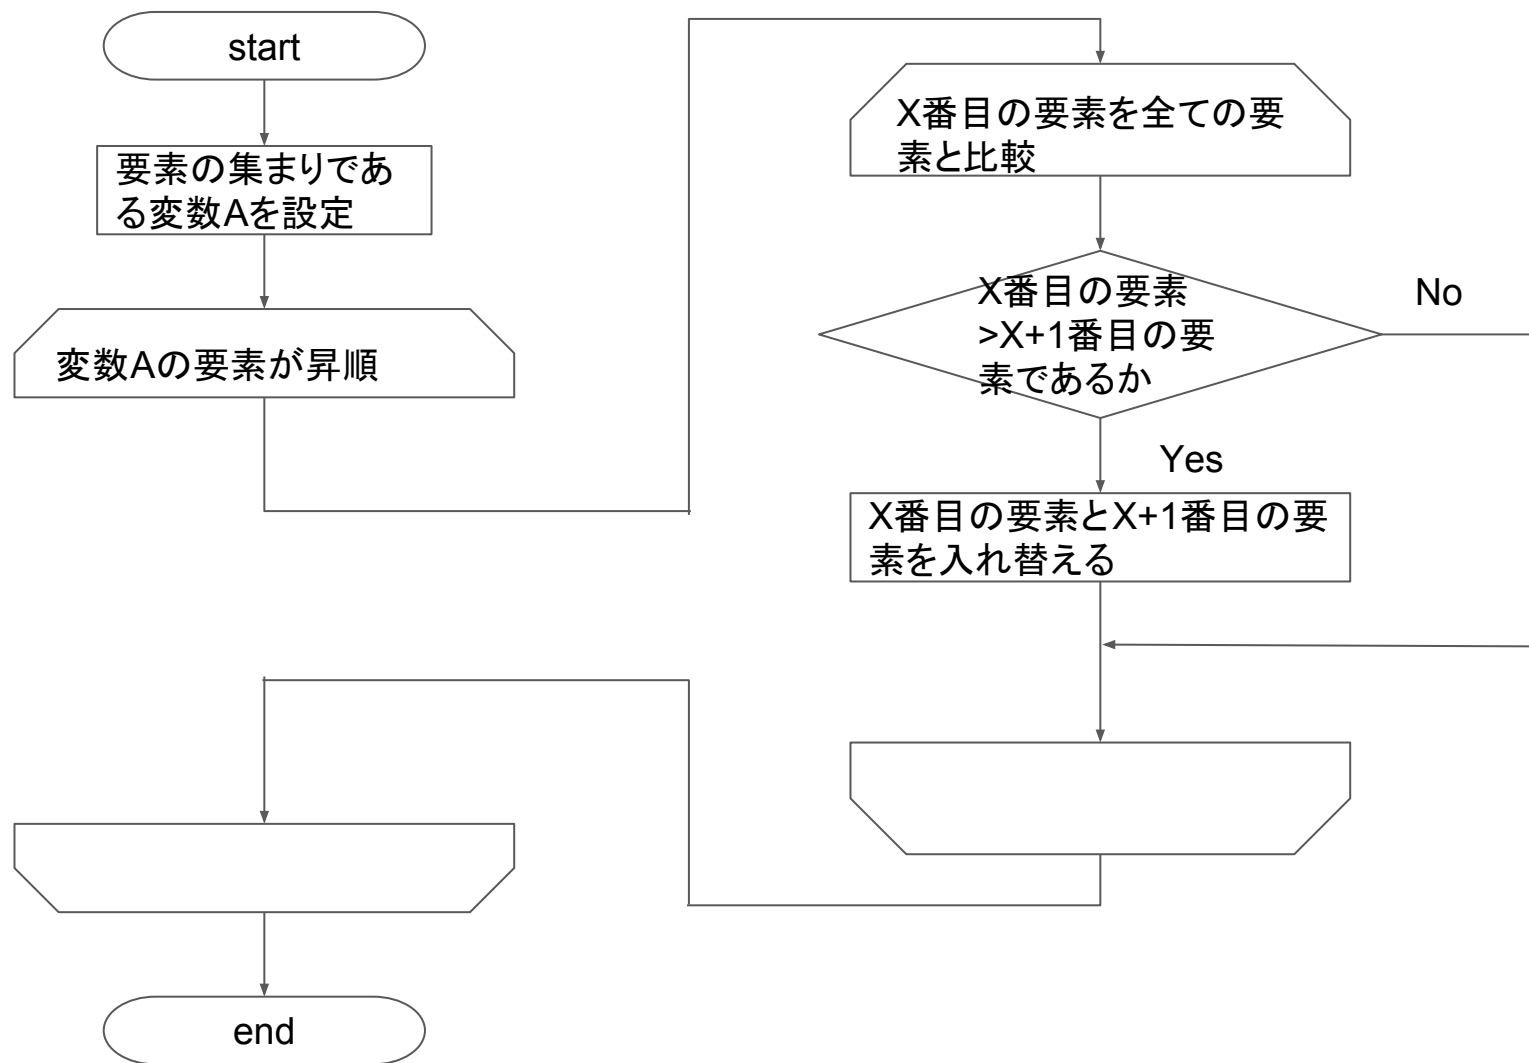 start
要素の集まりであ
る変数Aを設定
変数Aの要素が昇順
X番目の要素を全ての要
素と比較
X番目の要素
>X+1番目の要
素であるか
No
Yes
X番目の要素とX+1番目の要
素を入れ替える
end